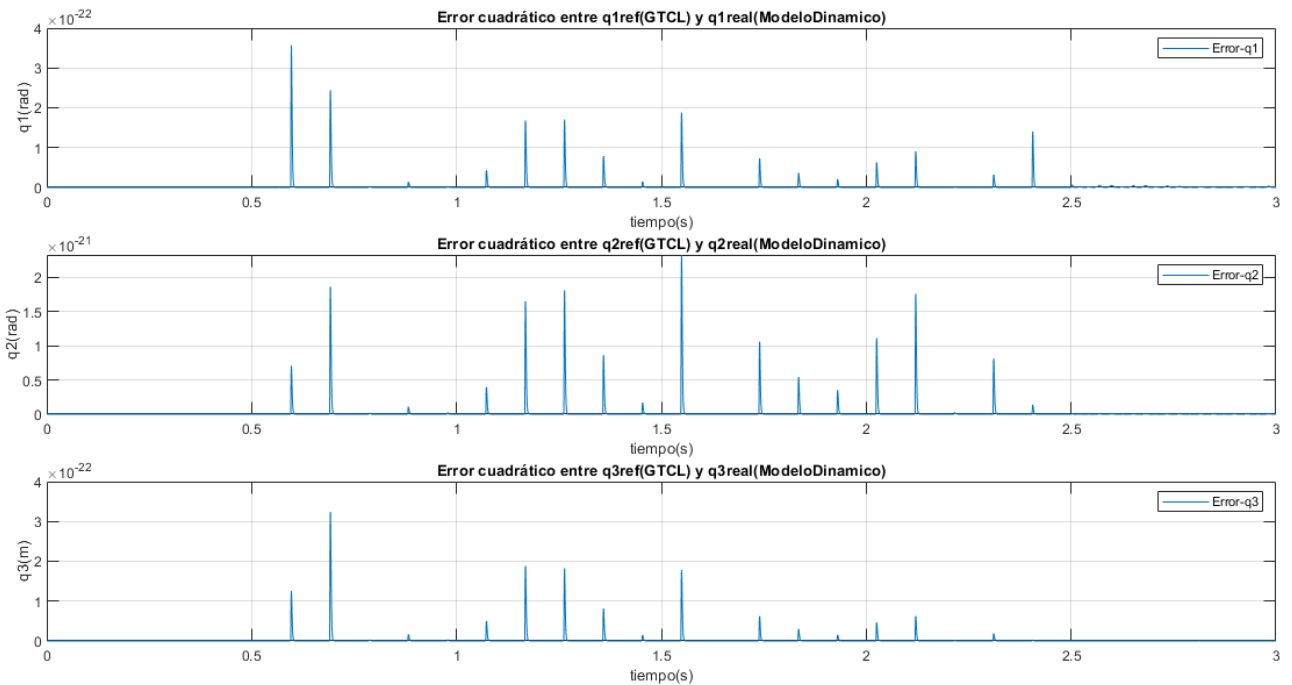 ×10-22
Error cuadrático entre q1ref(GTCL) y q1real(ModeloDinamico)
Error-q1
q1(rad)
4
3
2
1
0
0 0.5 1 1.5 2 2.5 3
tiempo(s)
×10-21
Error cuadrático entre q2ref(GTCL) y q2real(ModeloDinamico)
Error-q2
q2(rad)
2
1.5
1
0.5
0
0 0.5 1 1.5 2 2.5 3
tiempo(s)
×10-22
Error cuadrático entre q3ref(GTCL) y q3real(ModeloDinamico)
Error-q3
q3(m)
4
3
2
1
0
0 0.5 1 1.5 2 2.5 3
tiempo(s)